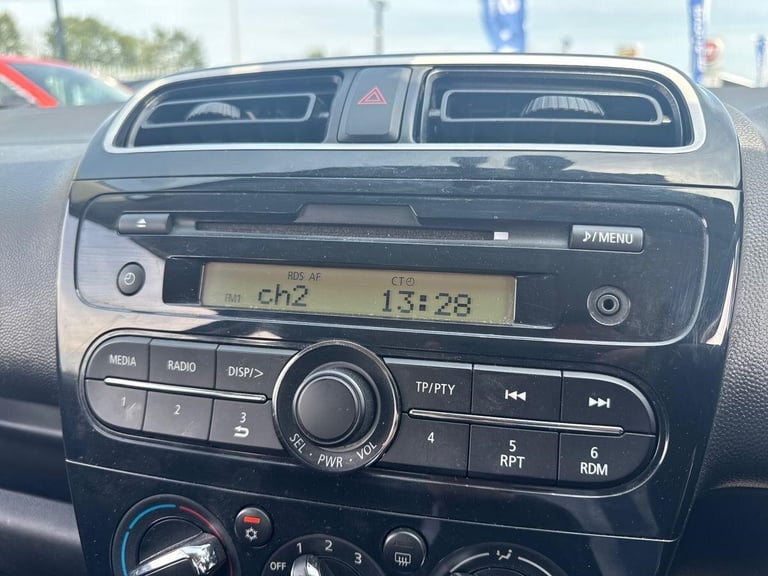 ♪/MENU
RDS AF CT
FM1 ch2 13:28
MEDIA RADIO DISP/> TP/PTY
1 2 3 4 5 6
RPT RDM
SEL · PWR · VOL
OFF 1 2 3